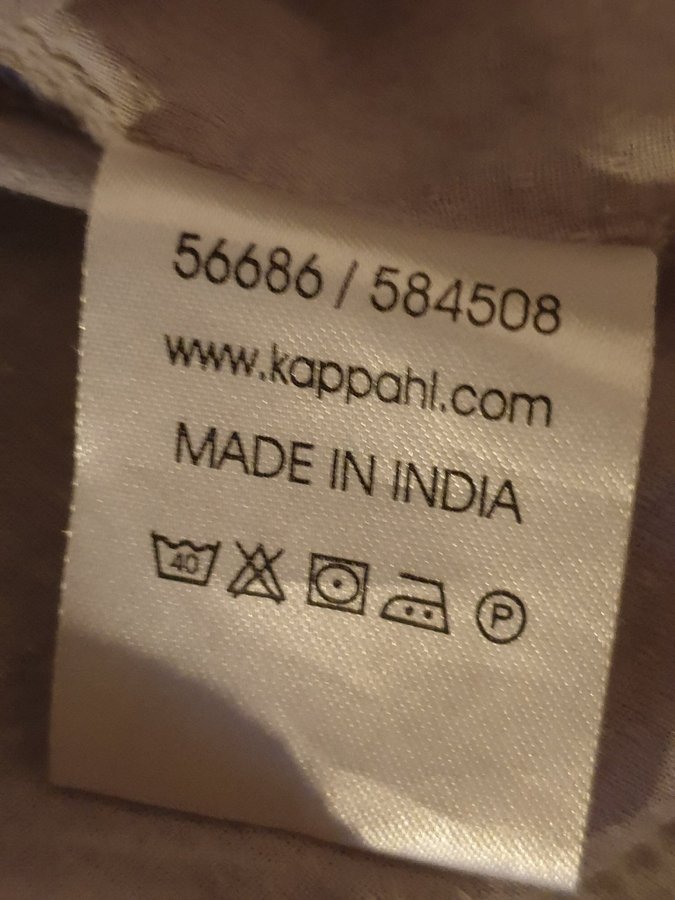 56686 / 584508
www.kappahl.com
MADE IN INDIA
40
P